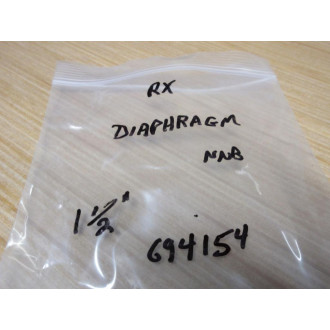 RX
DIAPHRAGM
NNB
1 1/2"
694154